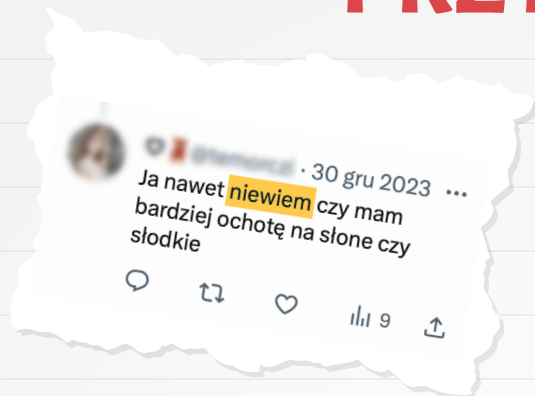 30 gru 2023
Ja nawet niewiem czy mam
bardziej ochotę na słone czy
słodkie
9